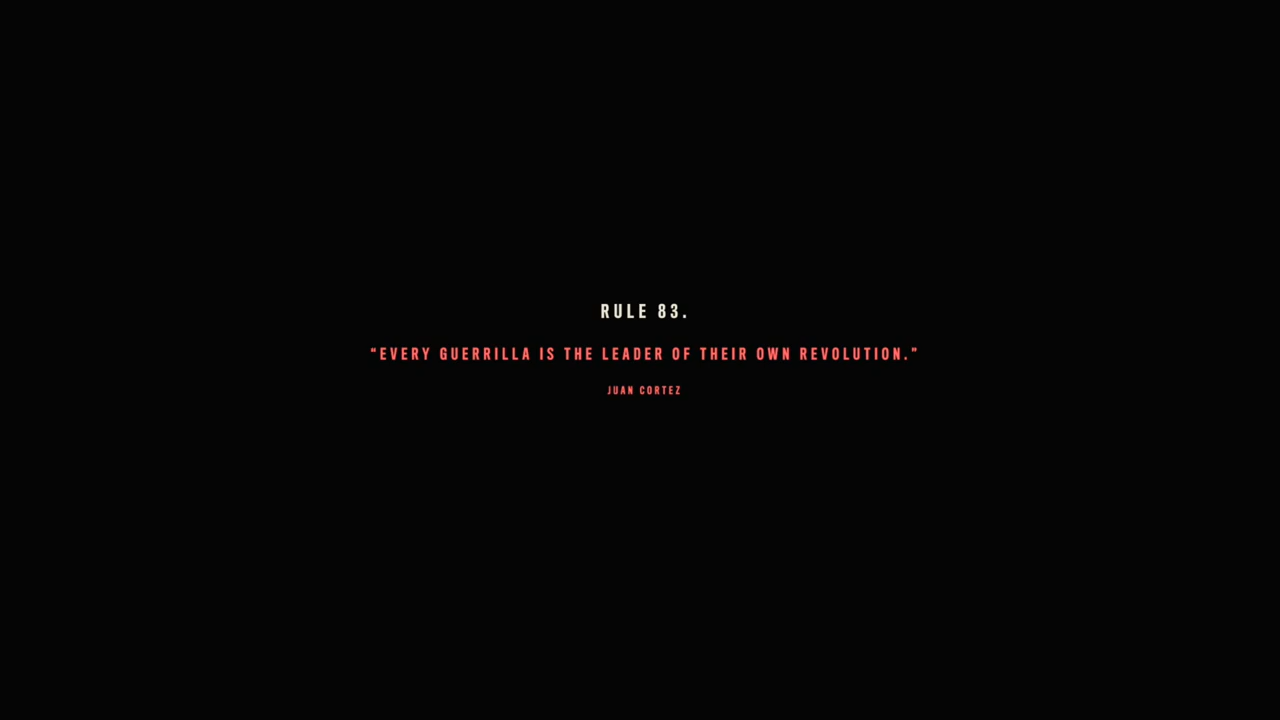 RULE 83.
“EVERY GUERRILLA IS THE LEADER OF THEIR OWN REVOLUTION.”
JUAN CORTEZ